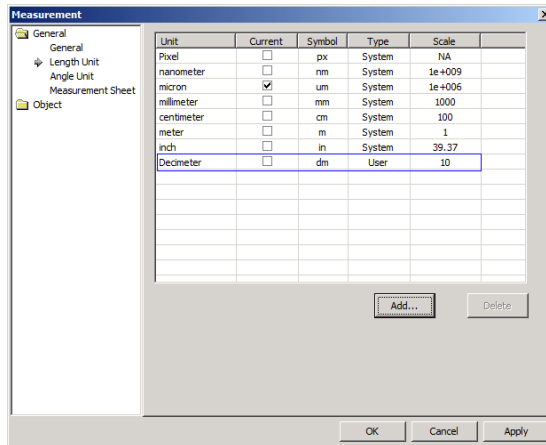 Measurement
General
General
Length Unit
Angle Unit
Measurement Sheet
Object
Unit Current Symbol Type Scale
Pixel px System NA
nanometer nm System 1e+009
micron um System 1e+006
millimeter mm System 1000
centimeter cm System 100
meter m System 1
inch in System 39.37
Decimeter dm User 10
Add... Delete
OK Cancel Apply